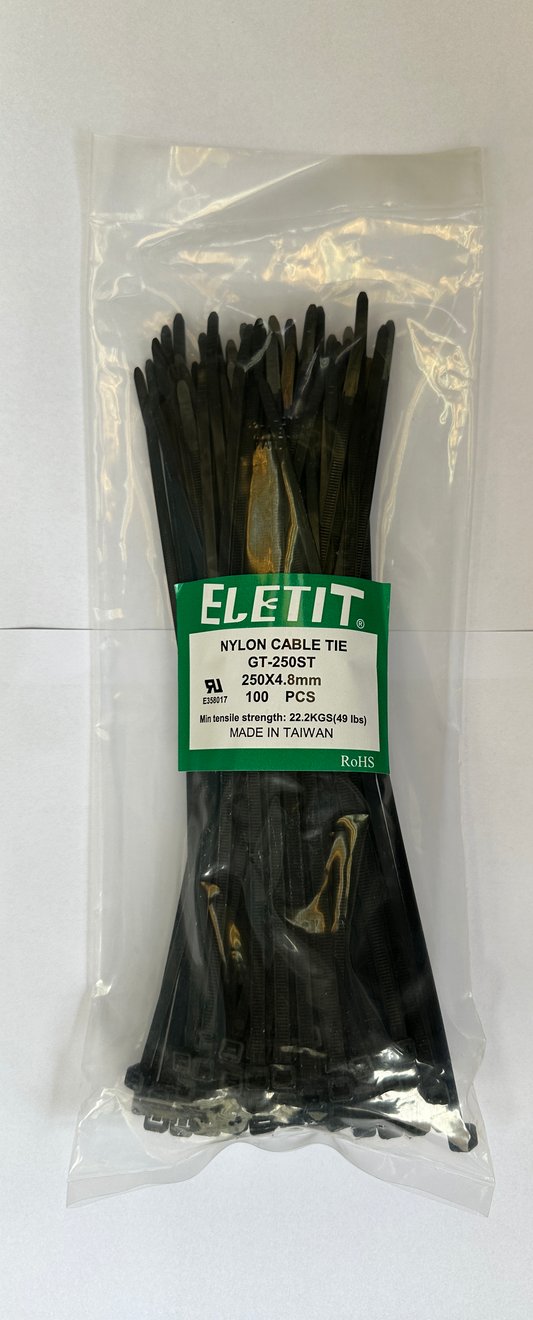 ELETIT®
NYLON CABLE TIE
GT-250ST
250X4.8mm
100 PCS
E358017
Min tensile strength: 22.2KGS(49 lbs)
MADE IN TAIWAN
RoHS